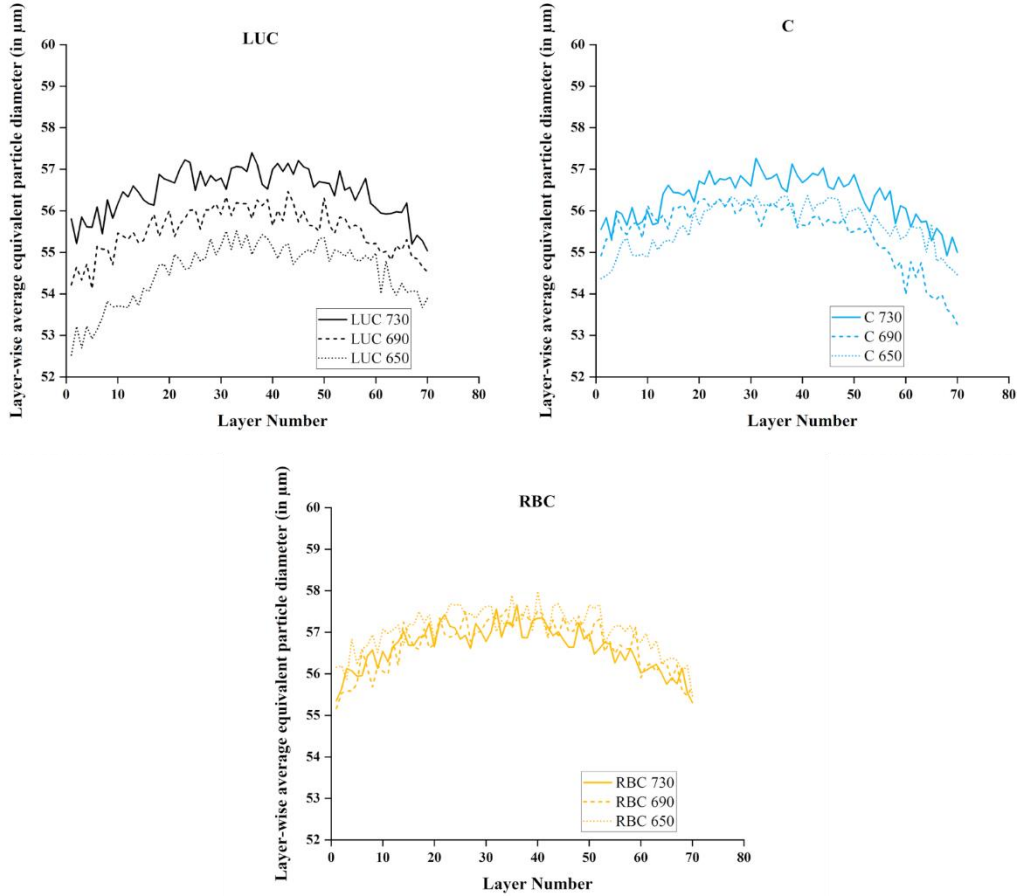 LUC
Layer-wise average equivalent particle diameter (in µm)
60
59
58
57
56
55
54
53
52
0 10 20 30 40 50 60 70 80
Layer Number
LUC 730
LUC 690
LUC 650
C
Layer-wise average equivalent particle diameter (in µm)
60
59
58
57
56
55
54
53
52
0 10 20 30 40 50 60 70 80
Layer Number
C 730
C 690
C 650
RBC
Layer-wise average equivalent particle diameter (in µm)
60
59
58
57
56
55
54
53
52
0 10 20 30 40 50 60 70 80
Layer Number
RBC 730
RBC 690
RBC 650